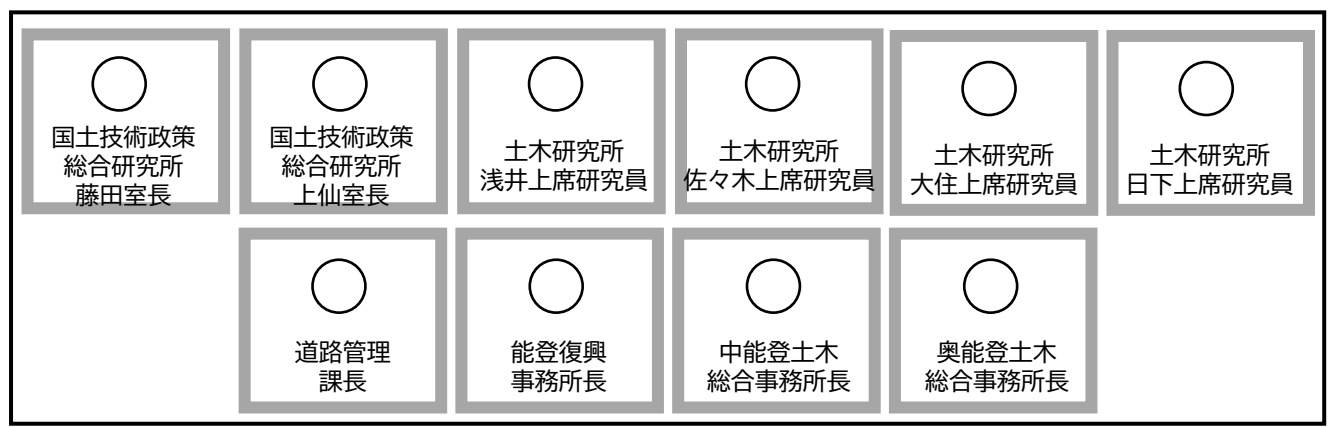 国土技術政策
総合研究所
藤田室長
国土技術政策
総合研究所
上仙室長
土木研究所
浅井上席研究員
土木研究所
佐々木上席研究員
土木研究所
大住上席研究員
土木研究所
日下上席研究員
道路管理
課長
能登復興
事務所長
中能登土木
総合事務所長
奥能登土木
総合事務所長